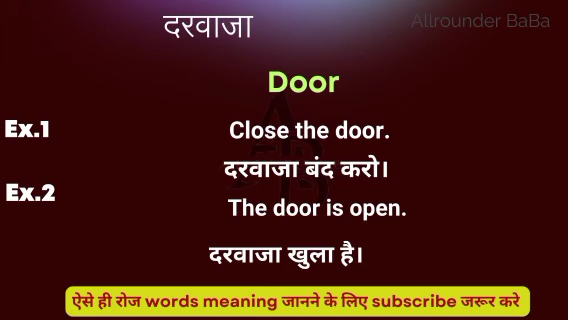 दरवाजा
Allrounder BaBa
Door
Ex.1
Close the door.
दरवाजा बंद करो।
Ex.2
The door is open.
दरवाजा खुला है।
ऐसे ही रोज words meaning जानने के लिए subscribe जरूर करे